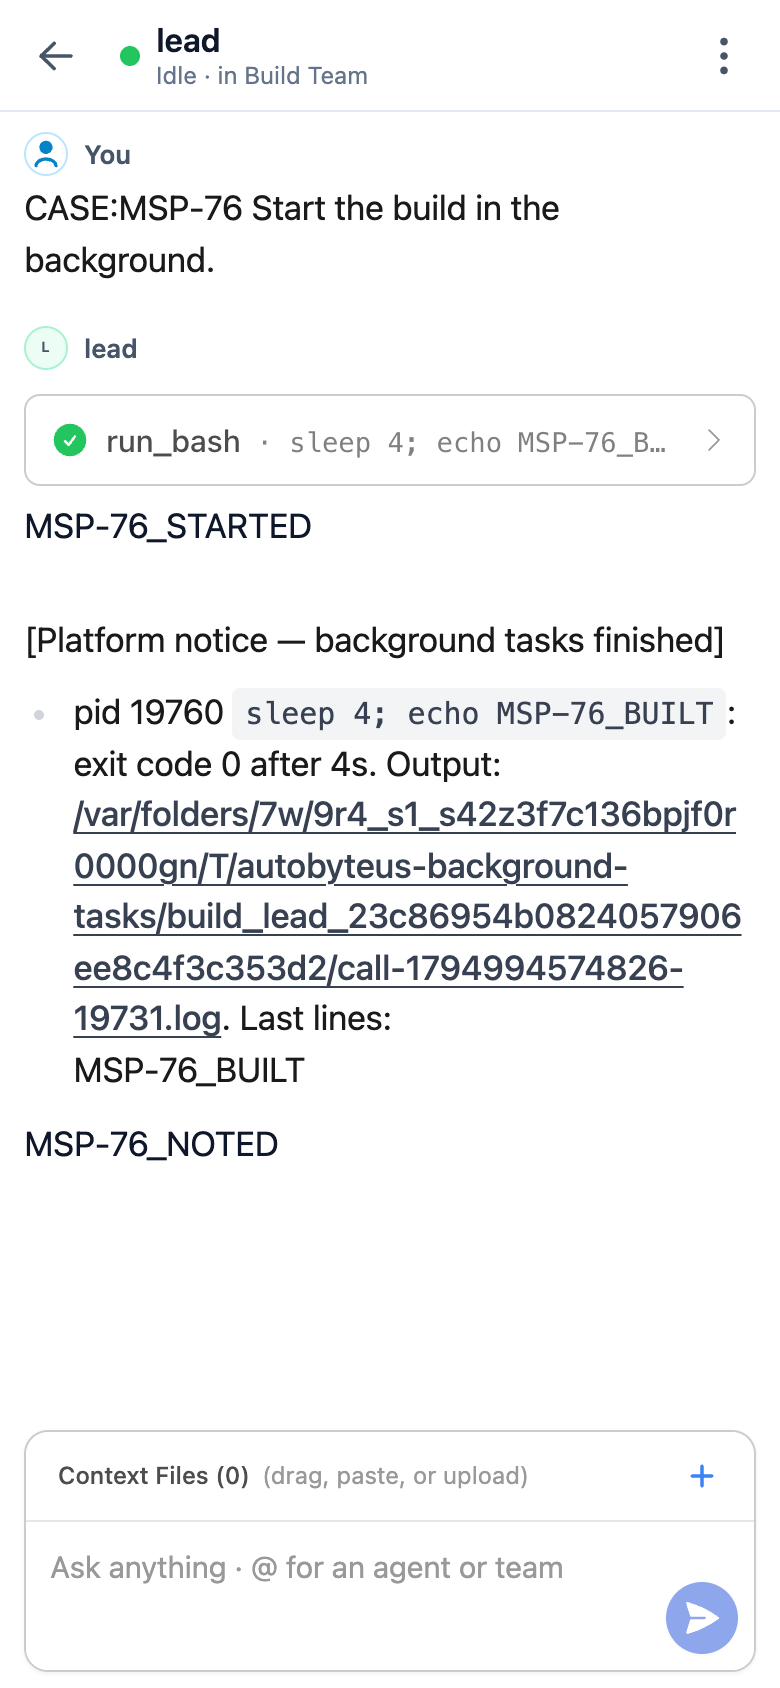 lead
Idle · in Build Team
You
CASE:MSP-76 Start the build in the
background.
L
lead
run_bash · sleep 4; echo MSP-76_B…
MSP-76_STARTED
[Platform notice — background tasks finished]
pid 19760 sleep 4; echo MSP-76_BUILT :
exit code 0 after 4s. Output:
/var/folders/7w/9r4_s1_s42z3f7c136bpjf0r
0000gn/T/autobyteus-background-
tasks/build_lead_23c86954b0824057906
ee8c4f3c353d2/call-1794994574826-
19731.log. Last lines:
MSP-76_BUILT
MSP-76_NOTED
Context Files (0) (drag, paste, or upload)
Ask anything · @ for an agent or team